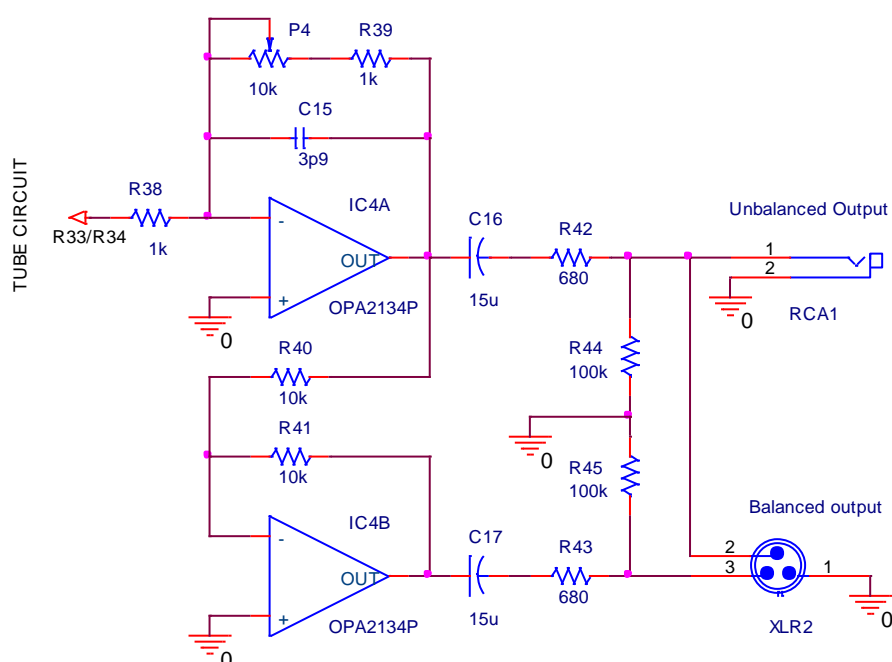 P4
R39
10k
1k
C15
3p9
TUBE CIRCUIT
R38
R33/R34
1k
IC4A
-
OUT
+
OPA2134P
0
C16
15u
R42
680
Unbalanced Output
1
2
0
RCA1
R40
10k
R44
100k
R41
10k
0
R45
100k
IC4B
-
OUT
+
OPA2134P
0
C17
15u
R43
680
Balanced output
2
3
1
0
XLR2